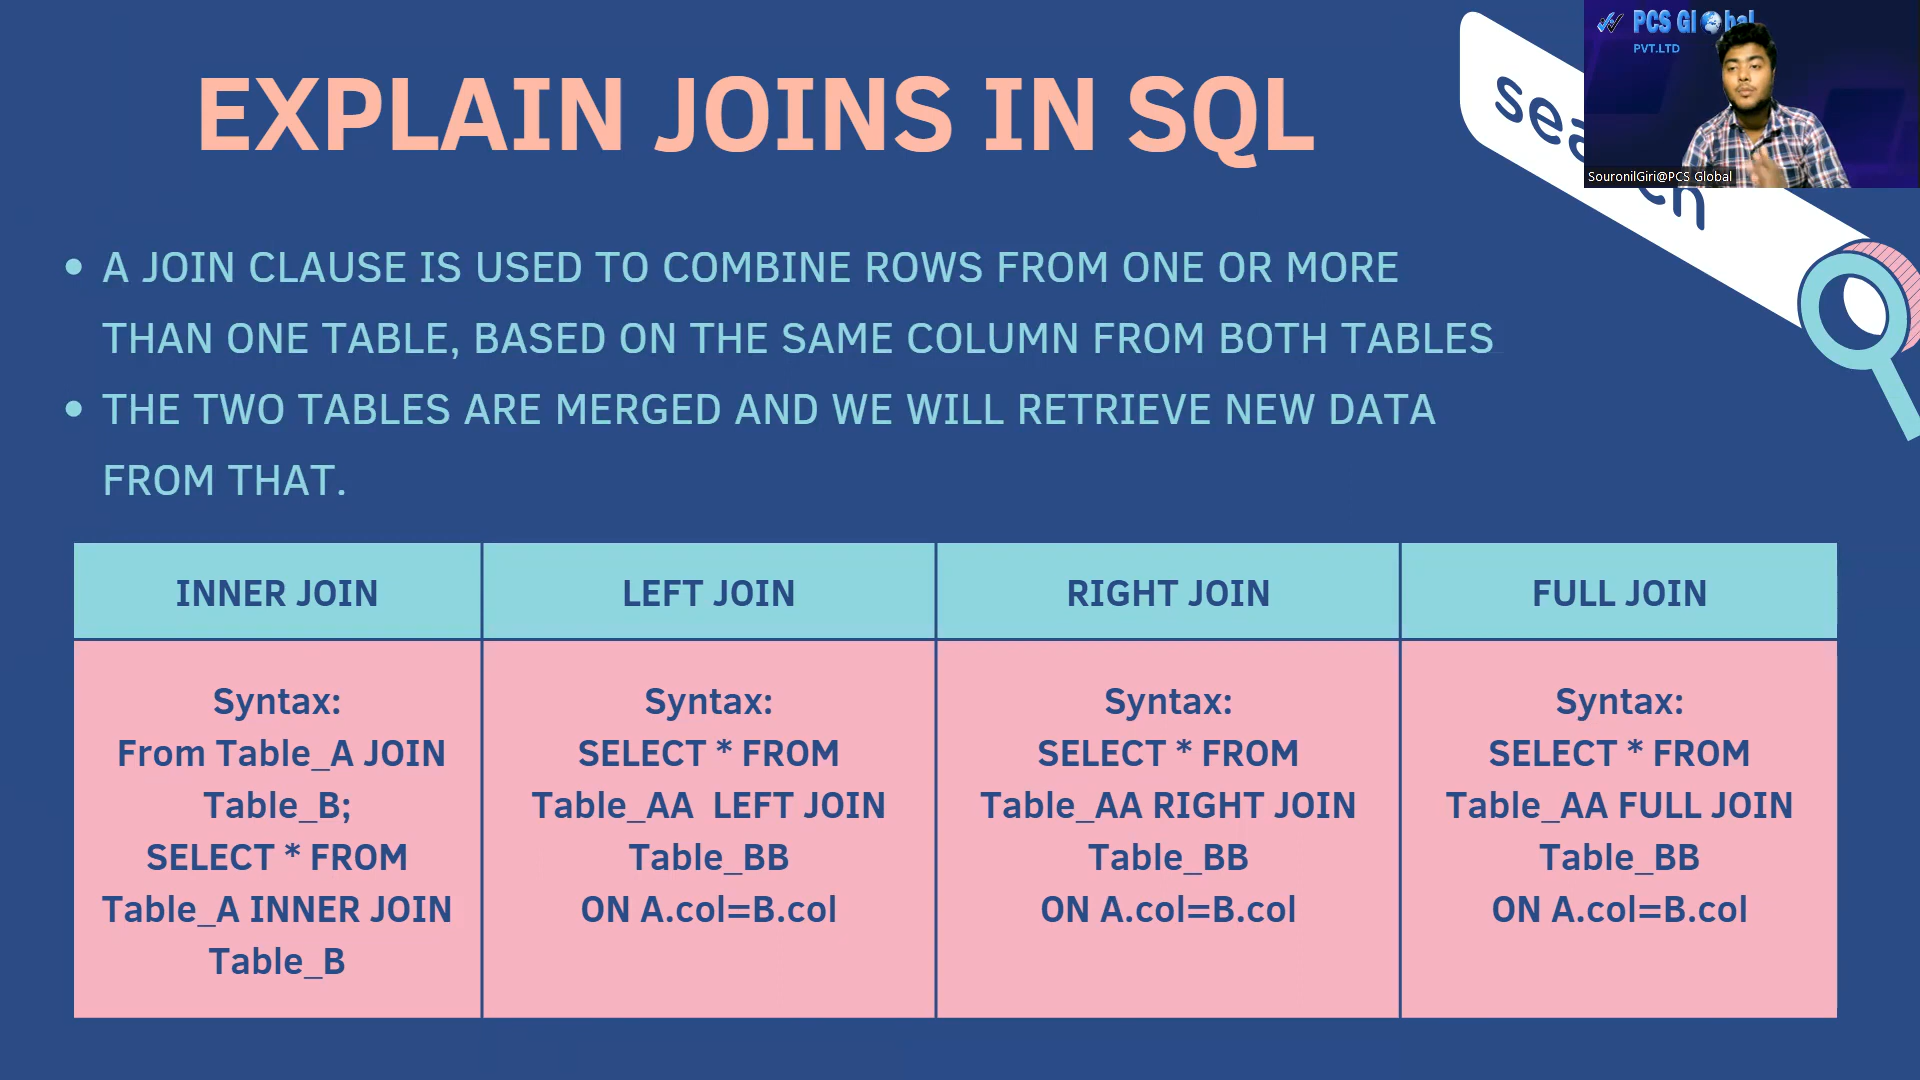 EXPLAIN JOINS IN SQL
PCS Gl bal
PVT.LTD
SouronilGiri@PCS Global
• A JOIN CLAUSE IS USED TO COMBINE ROWS FROM ONE OR MORE
THAN ONE TABLE, BASED ON THE SAME COLUMN FROM BOTH TABLES
• THE TWO TABLES ARE MERGED AND WE WILL RETRIEVE NEW DATA
FROM THAT.
INNER JOIN
Syntax:
From Table_A JOIN
Table_B;
SELECT * FROM
Table_A INNER JOIN
Table_B
LEFT JOIN
Syntax:
SELECT * FROM
Table_AA  LEFT JOIN
Table_BB
ON A.col=B.col
RIGHT JOIN
Syntax:
SELECT * FROM
Table_AA RIGHT JOIN
Table_BB
ON A.col=B.col
FULL JOIN
Syntax:
SELECT * FROM
Table_AA FULL JOIN
Table_BB
ON A.col=B.col